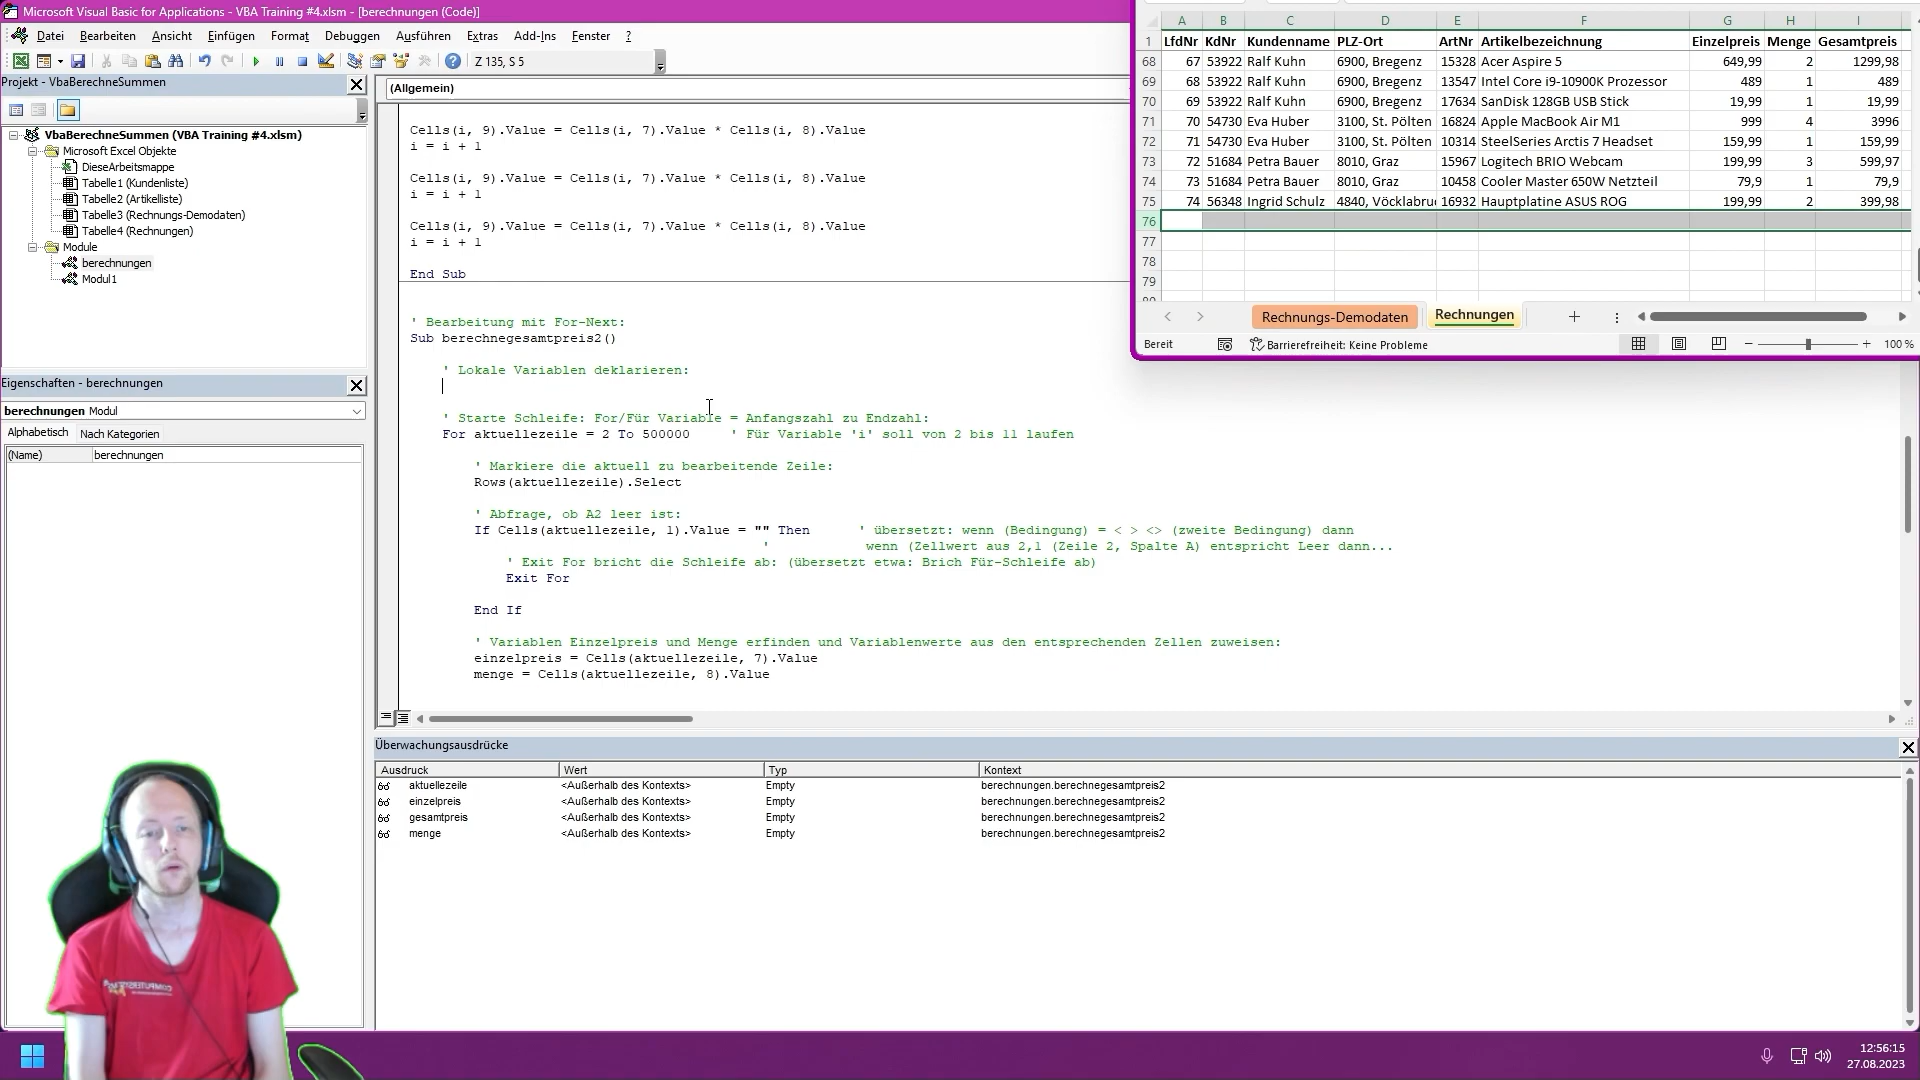 Microsoft Visual Basic for Applications - VBA Training #4.xlsm - [berechnungen (Code)]
Datei Bearbeiten Ansicht Einfügen Format Debuggen Ausführen Extras Add-Ins Fenster ?
Z 135, S 5
Projekt - VbaBerechneSummen
VbaBerechneSummen (VBA Training #4.xlsm)
Microsoft Excel Objekte
DieseArbeitsmappe
Tabelle1 (Kundenliste)
Tabelle2 (Artikelliste)
Tabelle3 (Rechnungs-Demodaten)
Tabelle4 (Rechnungen)
Module
berechnungen
Modul1
Eigenschaften - berechnungen
berechnungen Modul
Alphabetisch Nach Kategorien
(Name) berechnungen
(Allgemein)
Cells(i, 9).Value = Cells(i, 7).Value * Cells(i, 8).Value
i = i + 1
Cells(i, 9).Value = Cells(i, 7).Value * Cells(i, 8).Value
i = i + 1
Cells(i, 9).Value = Cells(i, 7).Value * Cells(i, 8).Value
i = i + 1
End Sub
' Bearbeitung mit For-Next:
Sub berechnegesamtpreis2()
' Lokale Variablen deklarieren:
' Starte Schleife: For/Für Variable = Anfangszahl zu Endzahl:
For aktuellezeile = 2 To 500000 ' Für Variable 'i' soll von 2 bis 11 laufen
' Markiere die aktuell zu bearbeitende Zeile:
Rows(aktuellezeile).Select
' Abfrage, ob A2 leer ist:
If Cells(aktuellezeile, 1).Value = "" Then ' übersetzt: wenn (Bedingung) = < > <> (zweite Bedingung) dann
' wenn (Zellwert aus 2,1 (Zeile 2, Spalte A) entspricht Leer dann...
' Exit For bricht die Schleife ab: (übersetzt etwa: Brich Für-Schleife ab)
Exit For
End If
' Variablen Einzelpreis und Menge erfinden und Variablenwerte aus den entsprechenden Zellen zuweisen:
einzelpreis = Cells(aktuellezeile, 7).Value
menge = Cells(aktuellezeile, 8).Value
A B C D E F G H I
1 LfdNr KdNr Kundenname PLZ-Ort ArtNr Artikelbezeichnung Einzelpreis Menge Gesamtpreis
68 67 53922 Ralf Kuhn 6900, Bregenz 15328 Acer Aspire 5 649,99 2 1299,98
69 68 53922 Ralf Kuhn 6900, Bregenz 13547 Intel Core i9-10900K Prozessor 489 1 489
70 69 53922 Ralf Kuhn 6900, Bregenz 17634 SanDisk 128GB USB Stick 19,99 1 19,99
71 70 54730 Eva Huber 3100, St. Pölten 16824 Apple MacBook Air M1 999 4 3996
72 71 54730 Eva Huber 3100, St. Pölten 10314 SteelSeries Arctis 7 Headset 159,99 1 159,99
73 72 51684 Petra Bauer 8010, Graz 15967 Logitech BRIO Webcam 199,99 3 599,97
74 73 51684 Petra Bauer 8010, Graz 10458 Cooler Master 650W Netzteil 79,9 1 79,9
75 74 56348 Ingrid Schulz 4840, Vöcklabruc 16932 Hauptplatine ASUS ROG 199,99 2 399,98
76
77
78
79
Rechnungs-Demodaten Rechnungen
Bereit Barrierefreiheit: Keine Probleme 100 %
Überwachungsausdrücke
Ausdruck Wert Typ Kontext
aktuellezeile <Außerhalb des Kontexts> Empty berechnungen.berechnegesamtpreis2
einzelpreis <Außerhalb des Kontexts> Empty berechnungen.berechnegesamtpreis2
gesamtpreis <Außerhalb des Kontexts> Empty berechnungen.berechnegesamtpreis2
menge <Außerhalb des Kontexts> Empty berechnungen.berechnegesamtpreis2
12:56:15
27.08.2023